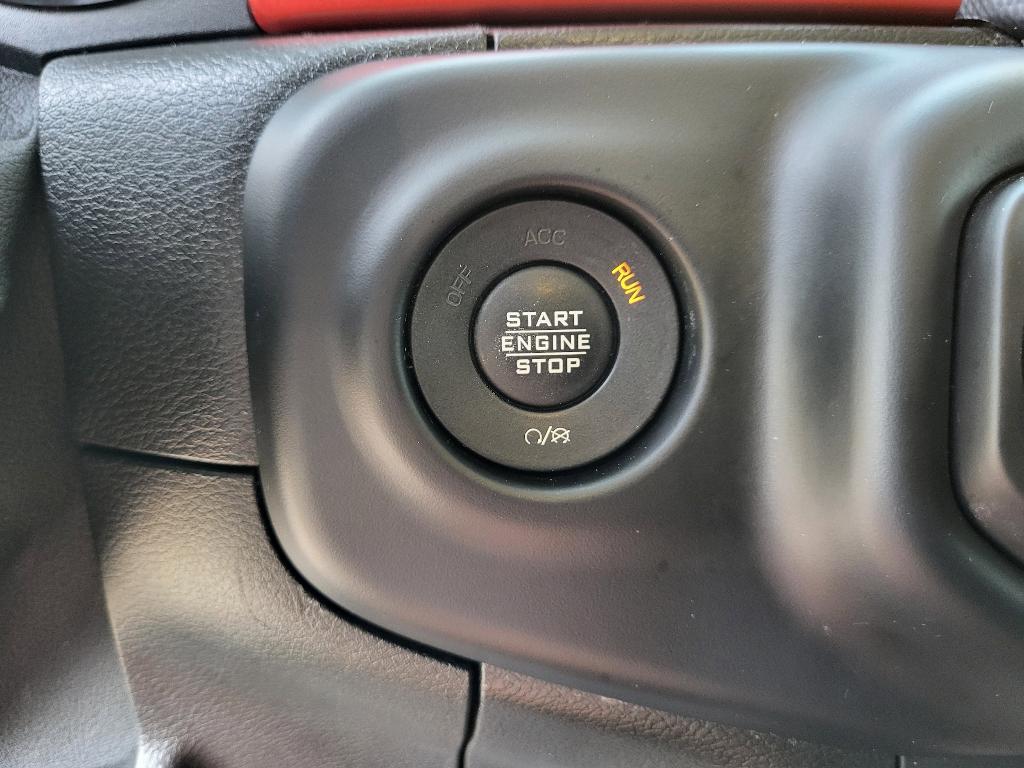 ACC
OFF
RUN
START
ENGINE
STOP